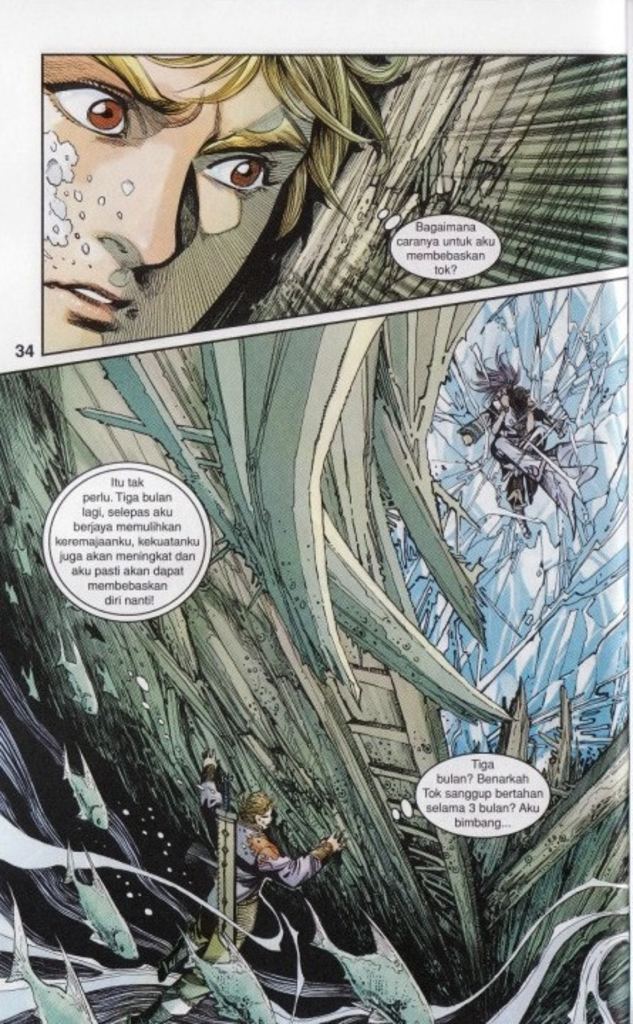 Bagaimana
caranya untuk aku
membebaskan
tok?
34
Itu tak
perlu. Tiga bulan
lagi, selepas aku
berjaya memulihkan
keremajaanku, kekuatanku
juga akan meningkat dan
aku pasti akan dapat
membebaskan
diri nanti!
Tiga
bulan? Benarkah
Tok sanggup bertahan
selama 3 bulan? Aku
bimbang...